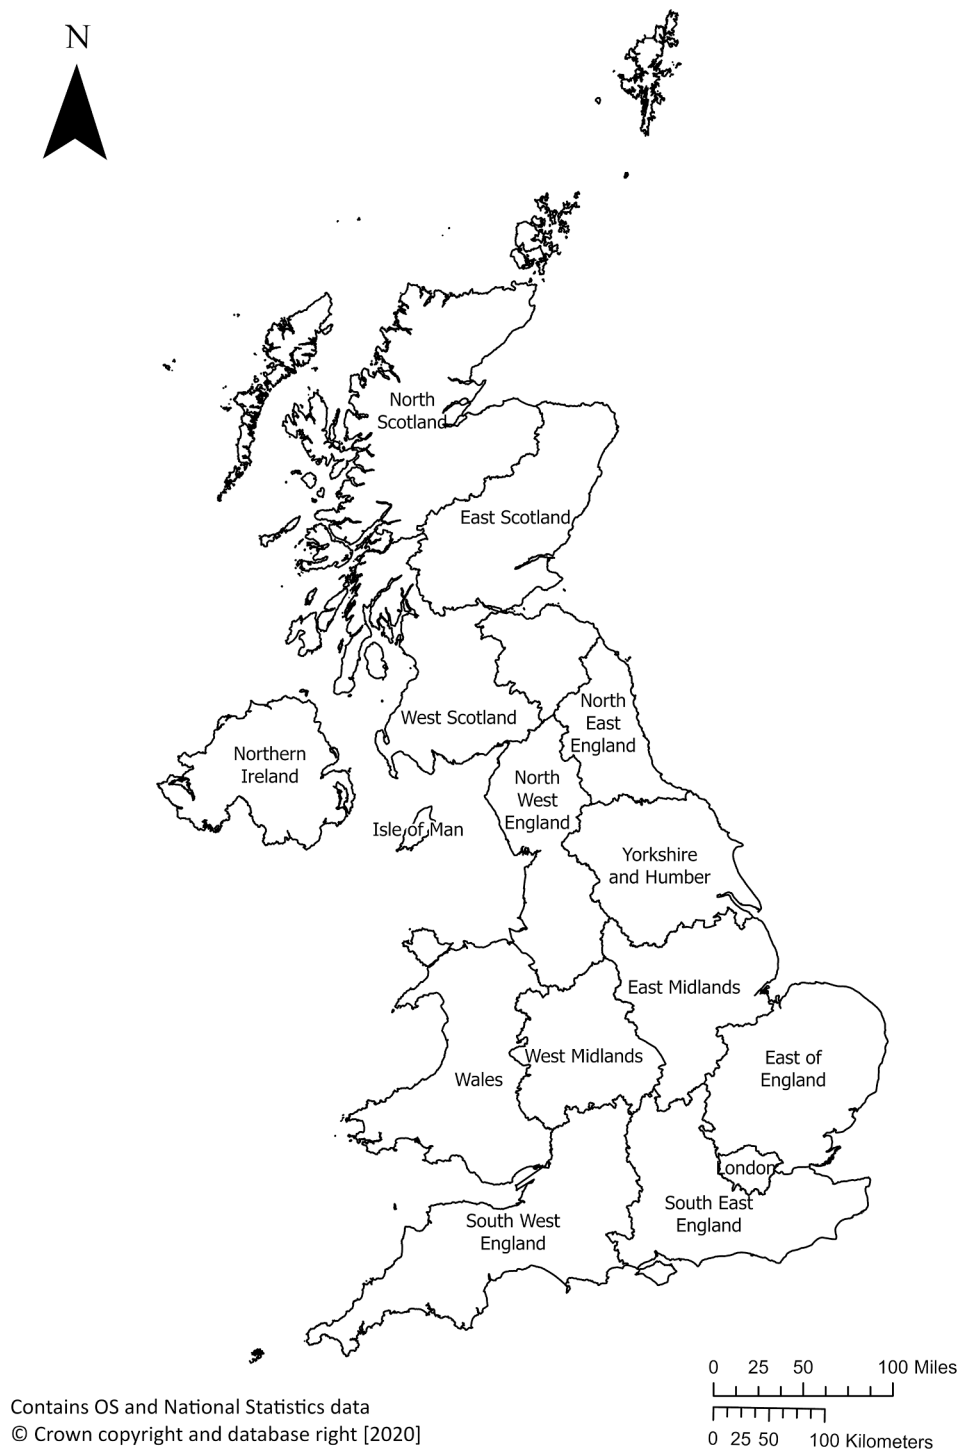 N
North
Scotland
East Scotland
West Scotland
North
East
England
Northern
Ireland
North
West
England
Isle of Man
Yorkshire
and Humber
East Midlands
West Midlands
East of
England
Wales
London
South East
England
South West
England
0 25 50 100 Miles
0 25 50 100 Kilometers
Contains OS and National Statistics data
© Crown copyright and database right [2020]